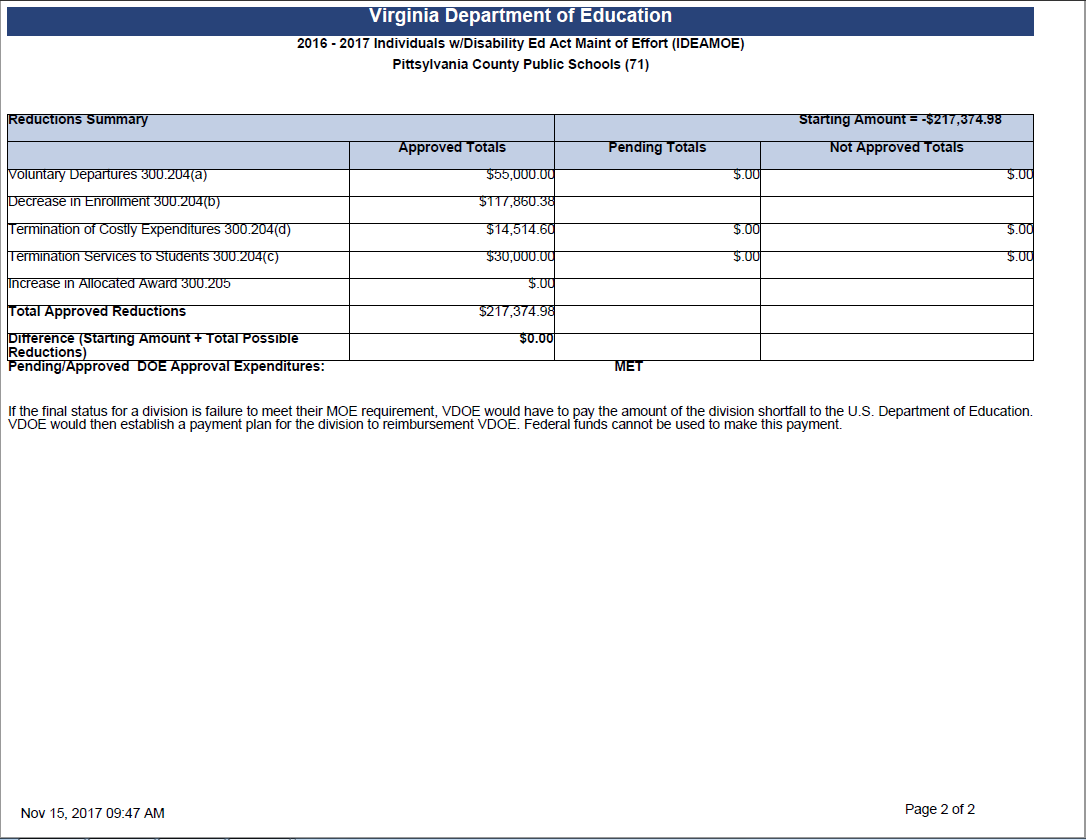 Virginia Department of Education
2016 - 2017 Individuals w/Disability Ed Act Maint of Effort (IDEAMOE)
Pittsylvania County Public Schools (71)
Reductions Summary Starting Amount = -$217,374.98
Approved Totals Pending Totals Not Approved Totals
Voluntary Departures 300.204(a) $55,000.00 $.00 $.00
Decrease in Enrollment 300.204(b) $117,860.38
Termination of Costly Expenditures 300.204(d) $14,514.60 $.00 $.00
Termination Services to Students 300.204(c) $30,000.00 $.00 $.00
Increase in Allocated Award 300.205 $.00
Total Approved Reductions $217,374.98
Difference (Starting Amount + Total Possible $0.00
Reductions)
Pending/Approved DOE Approval Expenditures: MET
If the final status for a division is failure to meet their MOE requirement, VDOE would have to pay the amount of the division shortfall to the U.S. Department of Education.
VDOE would then establish a payment plan for the division to reimbursement VDOE. Federal funds cannot be used to make this payment.
Nov 15, 2017 09:47 AM Page 2 of 2